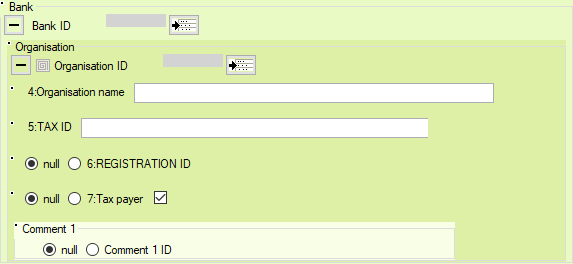 Bank
Bank ID
Organisation
Organisation ID
4:Organisation name
5:TAX ID
null 6:REGISTRATION ID
null 7:Tax payer
Comment 1
null Comment 1 ID